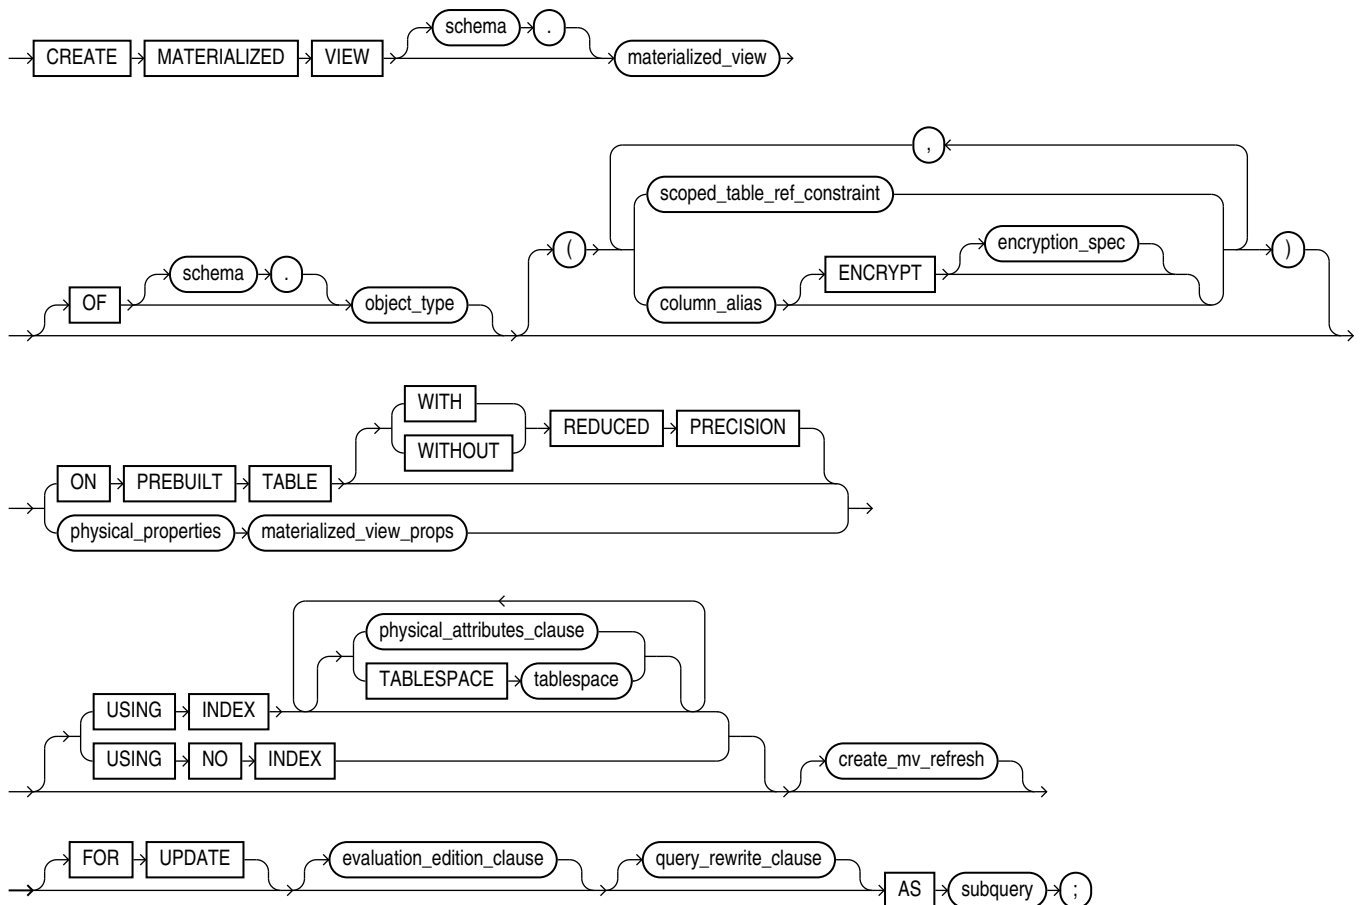 schema .
CREATE MATERIALIZED VIEW materialized_view
,
scoped_table_ref_constraint
( encryption_spec )
schema . ENCRYPT
OF object_type column_alias
WITH
REDUCED PRECISION
WITHOUT
ON PREBUILT TABLE
physical_properties materialized_view_props
physical_attributes_clause
TABLESPACE tablespace
USING INDEX
USING NO INDEX create_mv_refresh
FOR UPDATE evaluation_edition_clause query_rewrite_clause
AS subquery ;